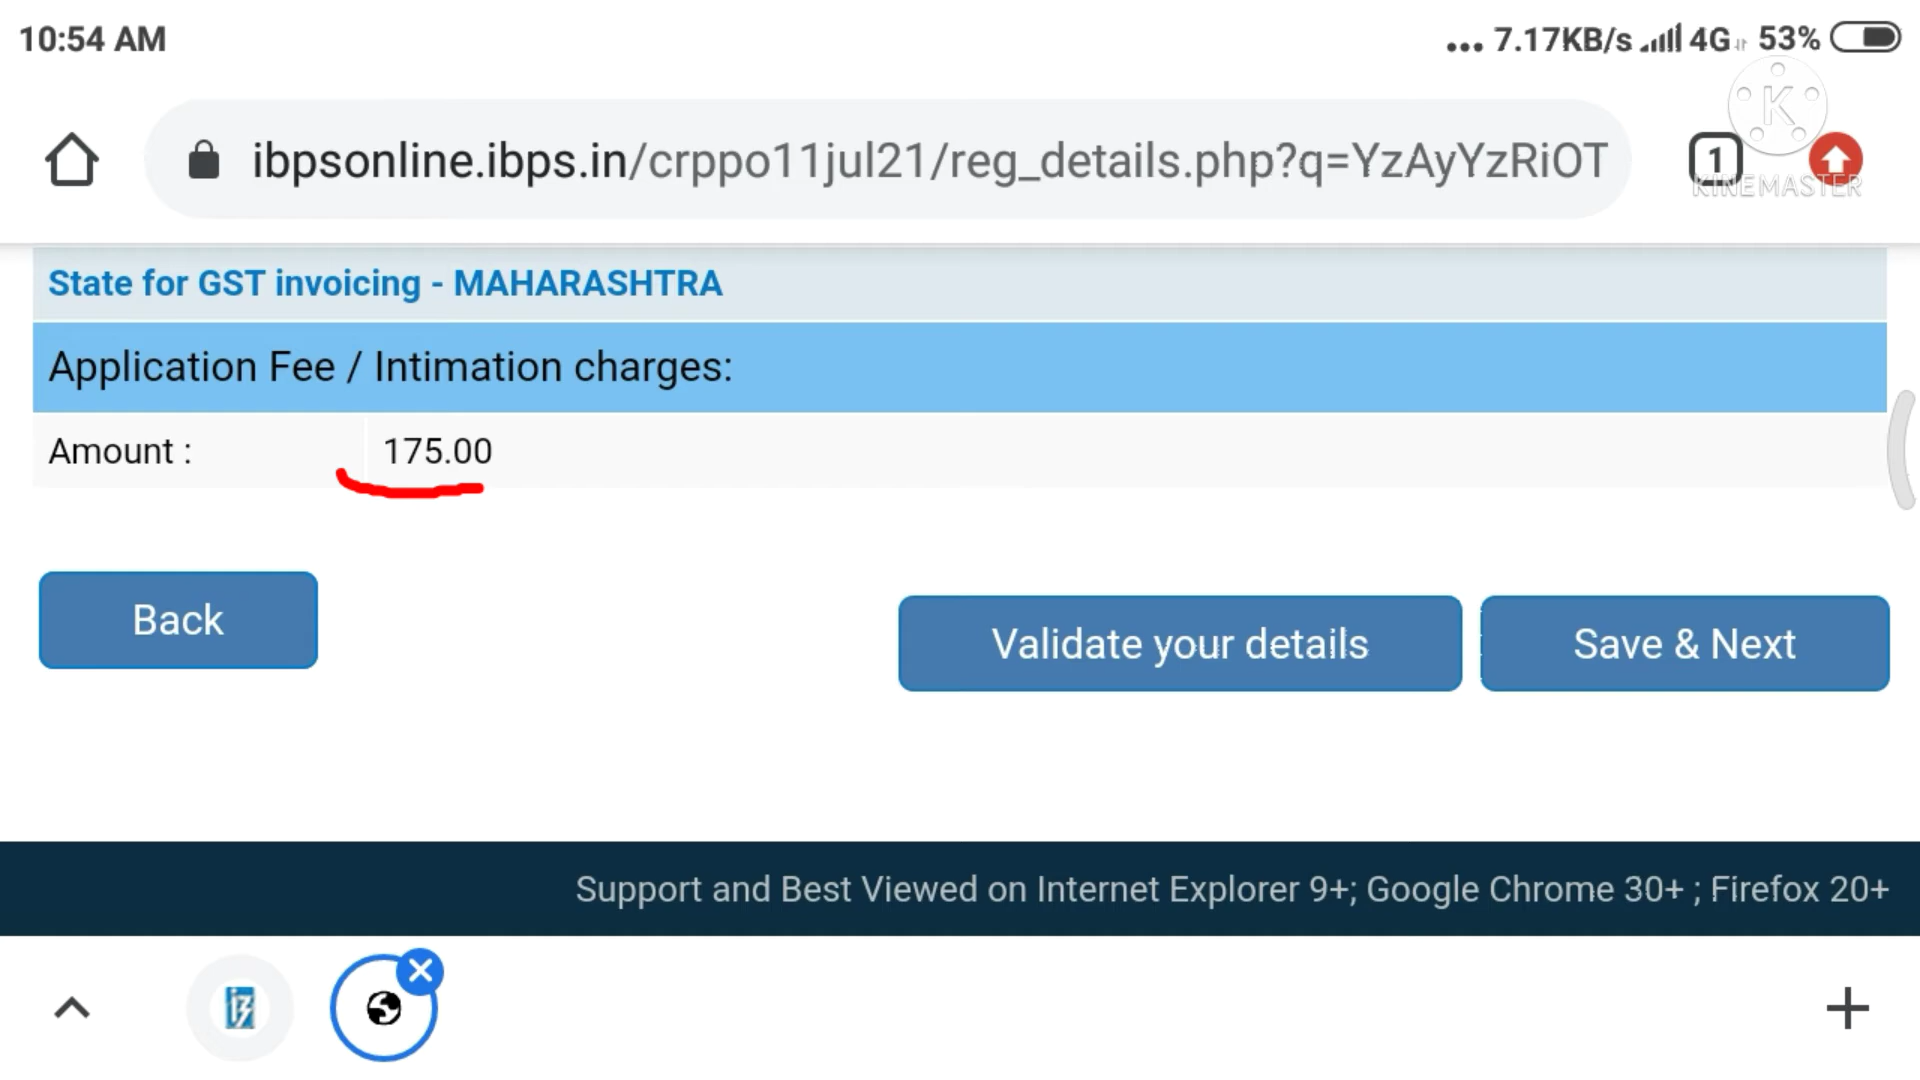 10:54 AM
... 7.17KB/s 4G 53%
ibpsonline.ibps.in/crppo11jul21/reg_details.php?q=YzAyYzRiOT
1
K
KINEMASTER
State for GST invoicing - MAHARASHTRA
Application Fee / Intimation charges:
Amount : 175.00
Back
Validate your details
Save & Next
Support and Best Viewed on Internet Explorer 9+; Google Chrome 30+ ; Firefox 20+